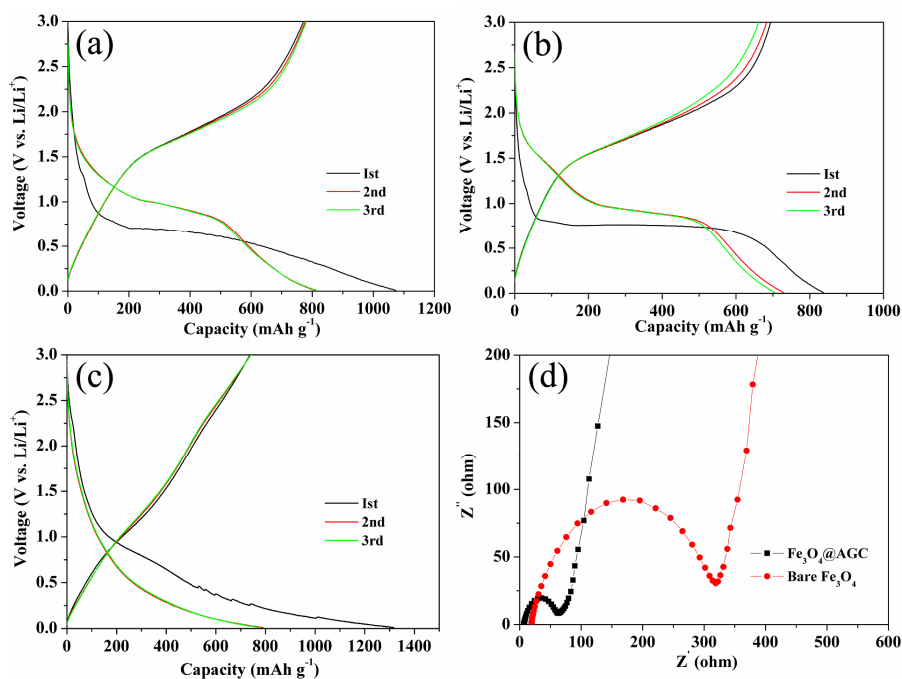 (a)
3.0
2.5
2.0
1.5
1.0
0.5
0.0
Voltage (V vs. Li/Li⁺)
Ist
2nd
3rd
0 200 400 600 800 1000 1200
Capacity (mAh g⁻¹)
(b)
3.0
2.5
2.0
1.5
1.0
0.5
0.0
Voltage (V vs. Li/Li⁺)
Ist
2nd
3rd
0 200 400 600 800 1000
Capacity (mAh g⁻¹)
(c)
3.0
2.5
2.0
1.5
1.0
0.5
0.0
Voltage (V vs. Li/Li⁺)
Ist
2nd
3rd
0 200 400 600 800 1000 1200 1400
Capacity (mAh g⁻¹)
(d)
200
150
100
50
0
Z'' (ohm)
Fe₃O₄@AGC
Bare Fe₃O₄
0 100 200 300 400 500 600
Z' (ohm)